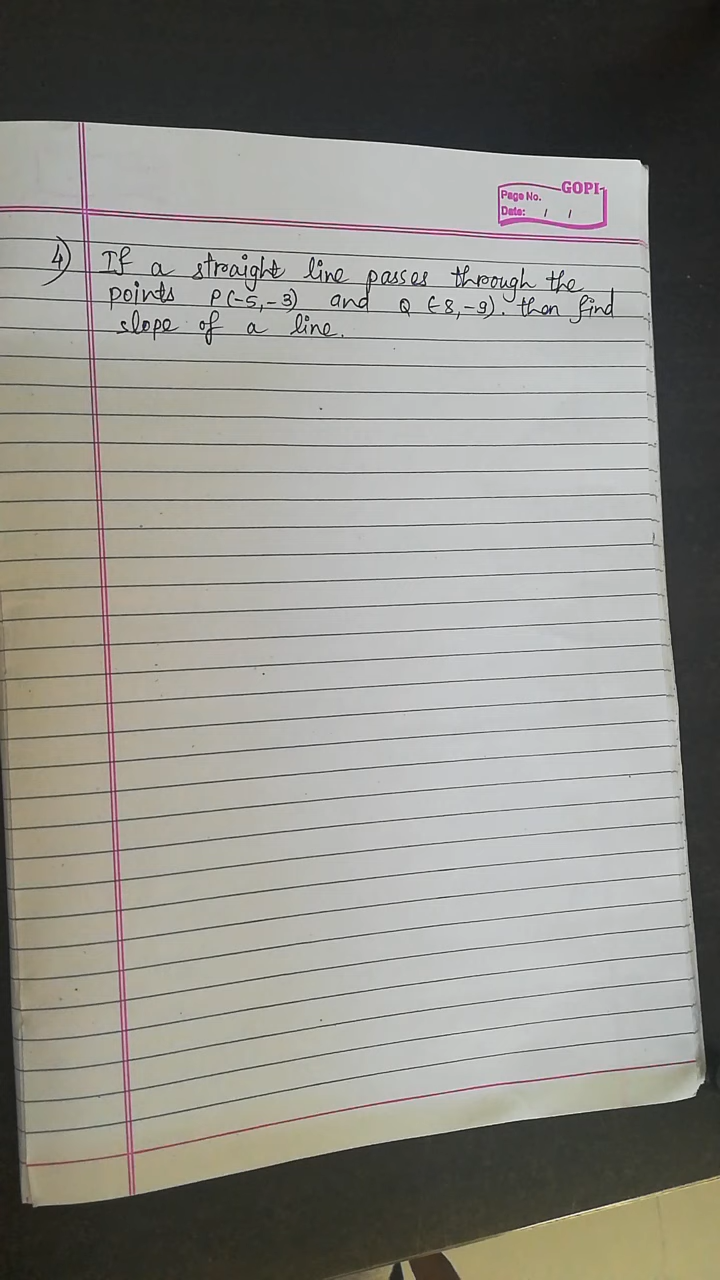 GOPI
Page No.
Date: / /
4) If a straight line passes through the
points P(-5,-3) and Q (-8,-9). then find
slope of a line.